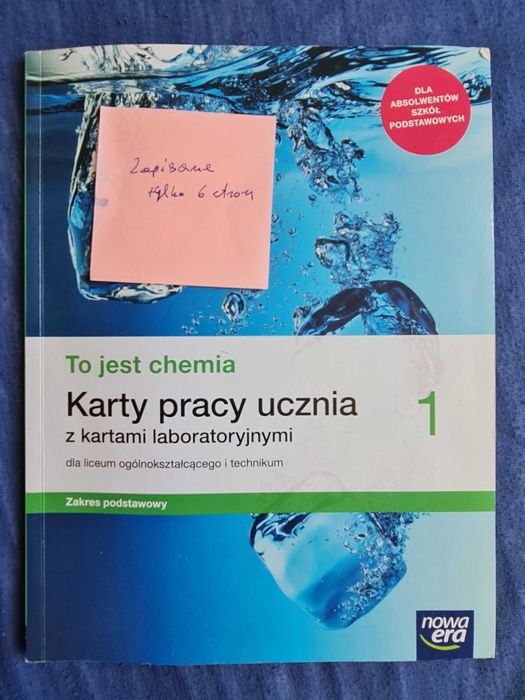 DLA
ABSOLWENTÓW
SZKÓŁ
PODSTAWOWYCH
Zapisane
tylko 6 stron
To jest chemia
Karty pracy ucznia 1
z kartami laboratoryjnymi
dla liceum ogólnokształcącego i technikum
Zakres podstawowy
nowa
era